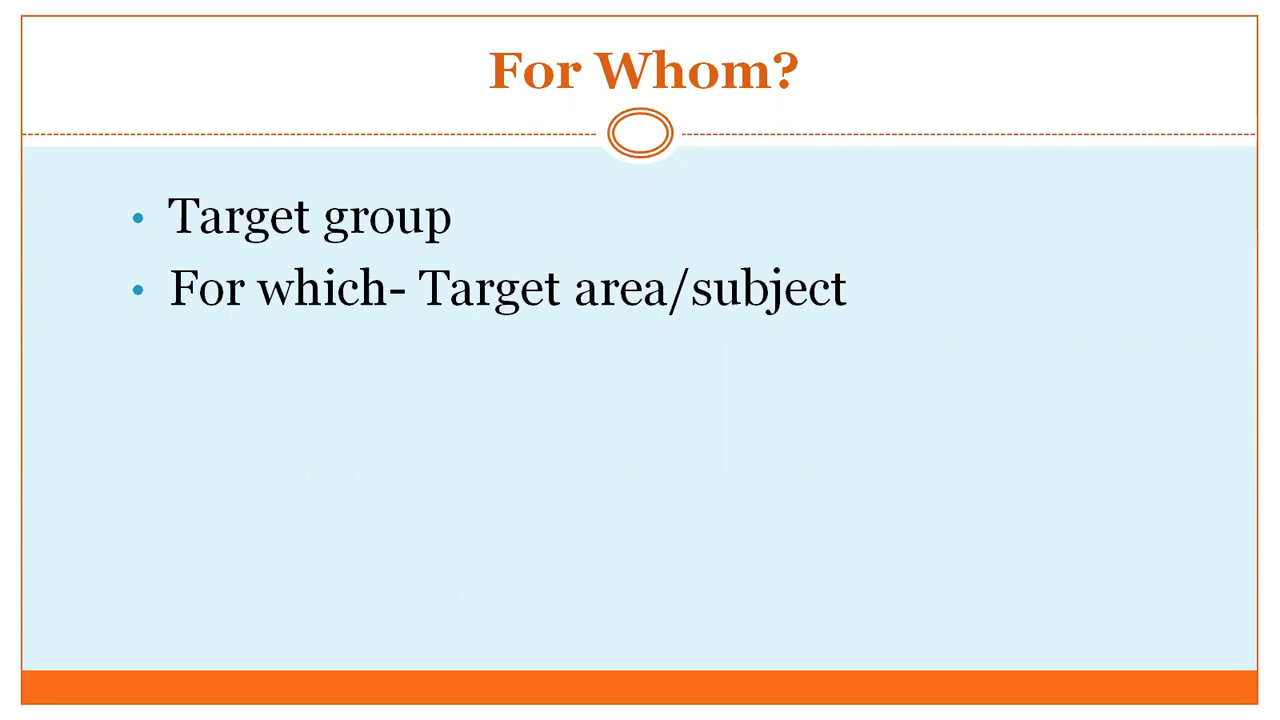 For Whom?
• Target group
• For which- Target area/subject